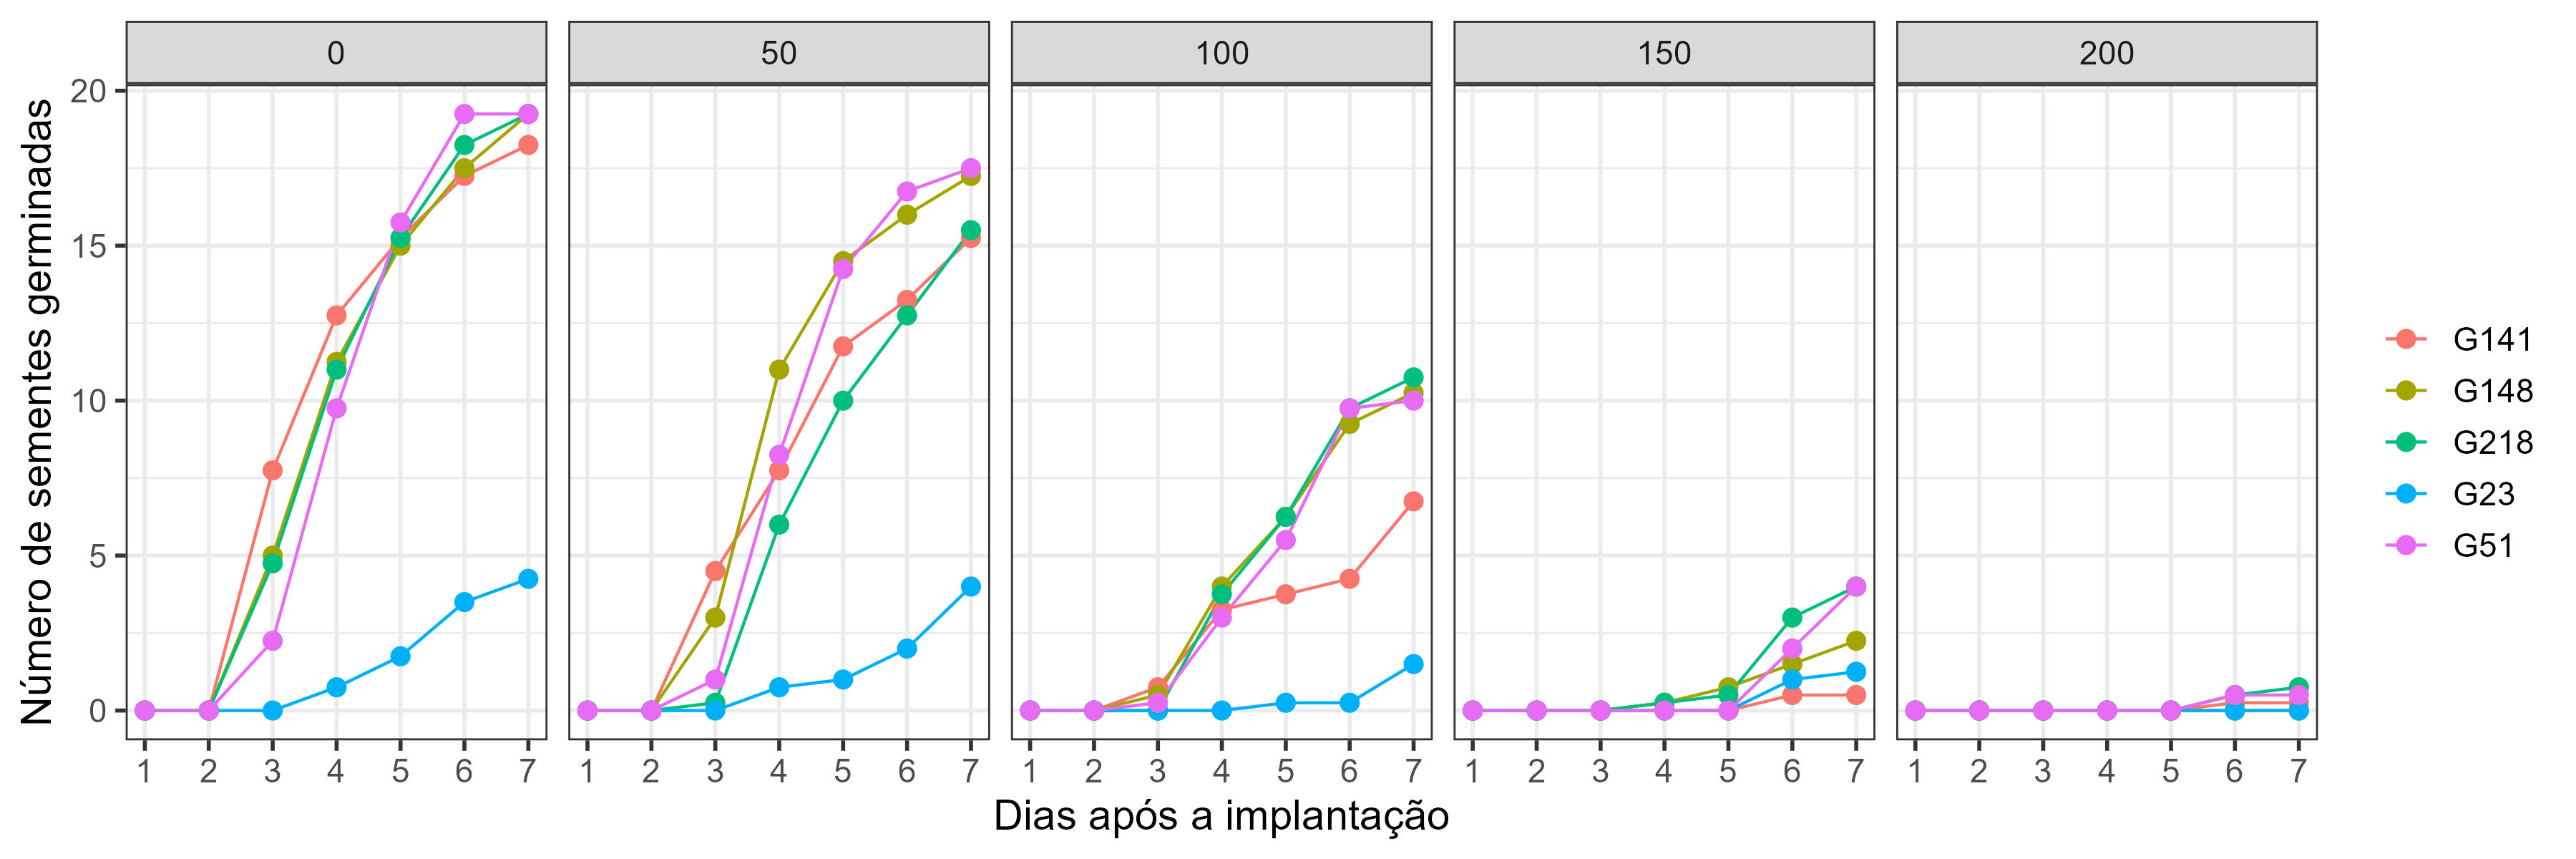 0 50 100 150 200
Número de sementes germinadas
20
15
10
5
0
1 2 3 4 5 6 7 1 2 3 4 5 6 7 1 2 3 4 5 6 7 1 2 3 4 5 6 7 1 2 3 4 5 6 7
Dias após a implantação
G141
G148
G218
G23
G51